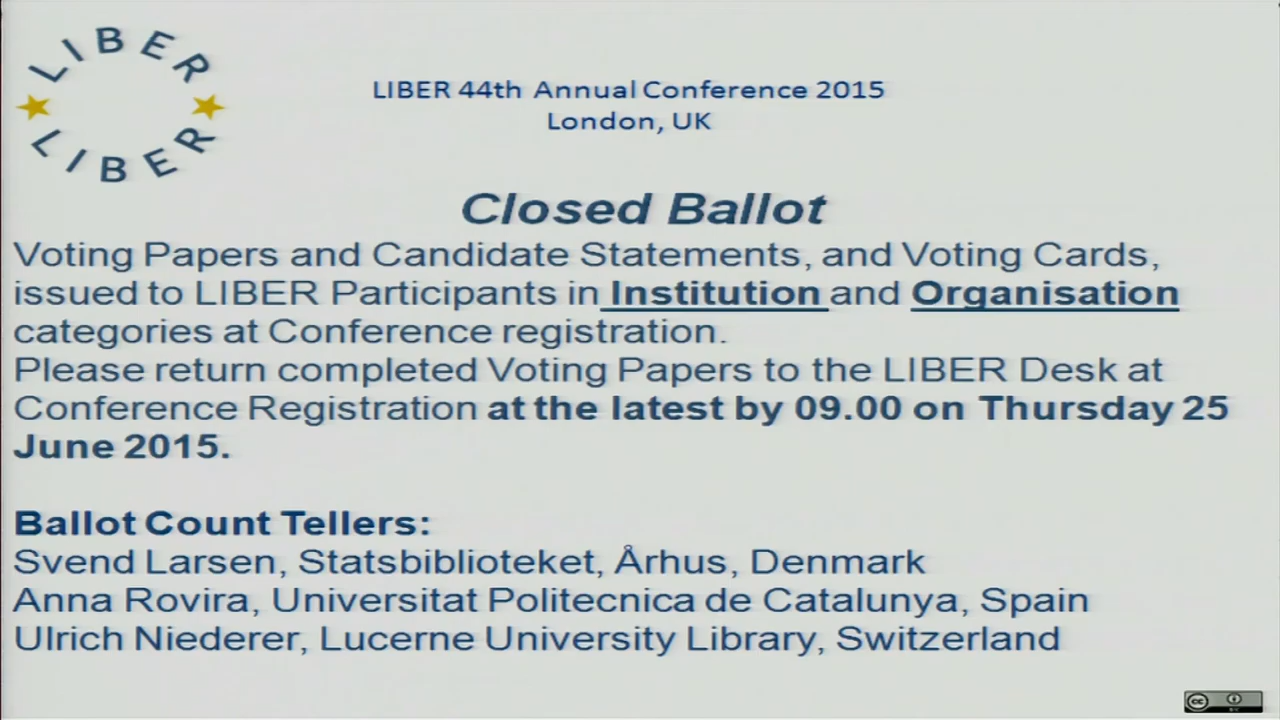 LIBER
LIBER
LIBER 44th Annual Conference 2015
London, UK
Closed Ballot
Voting Papers and Candidate Statements, and Voting Cards,
issued to LIBER Participants in Institution and Organisation
categories at Conference registration.
Please return completed Voting Papers to the LIBER Desk at
Conference Registration at the latest by 09.00 on Thursday 25
June 2015.
Ballot Count Tellers:
Svend Larsen, Statsbiblioteket, Århus, Denmark
Anna Rovira, Universitat Politecnica de Catalunya, Spain
Ulrich Niederer, Lucerne University Library, Switzerland
cc